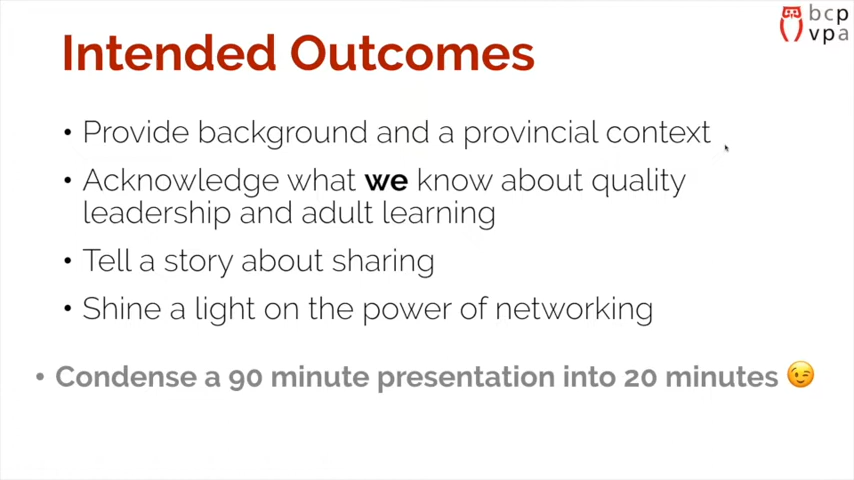 bcp
vpa
Intended Outcomes
• Provide background and a provincial context
• Acknowledge what we know about quality
leadership and adult learning
• Tell a story about sharing
• Shine a light on the power of networking
• Condense a 90 minute presentation into 20 minutes 😉